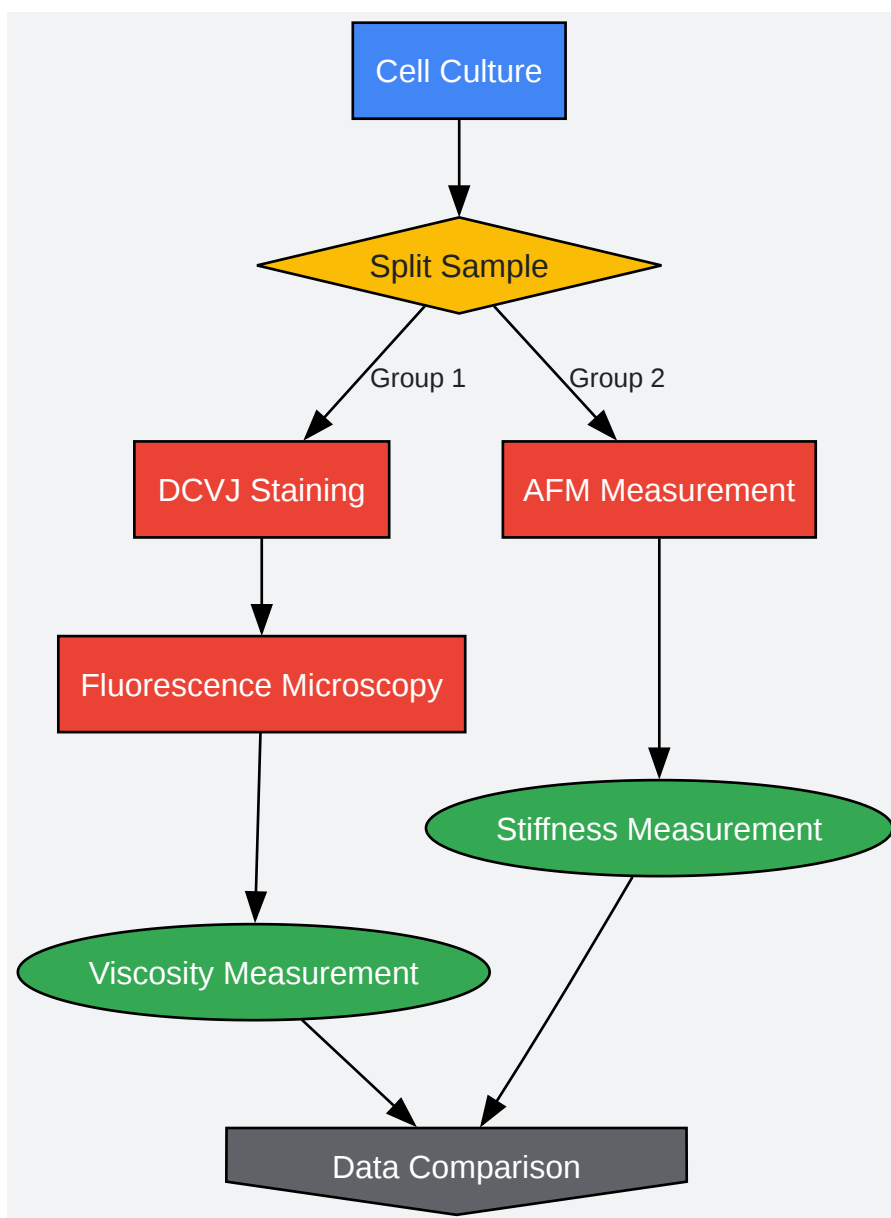 Cell Culture
Split Sample
Group 1
Group 2
DCVJ Staining
AFM Measurement
Fluorescence Microscopy
Stiffness Measurement
Viscosity Measurement
Data Comparison